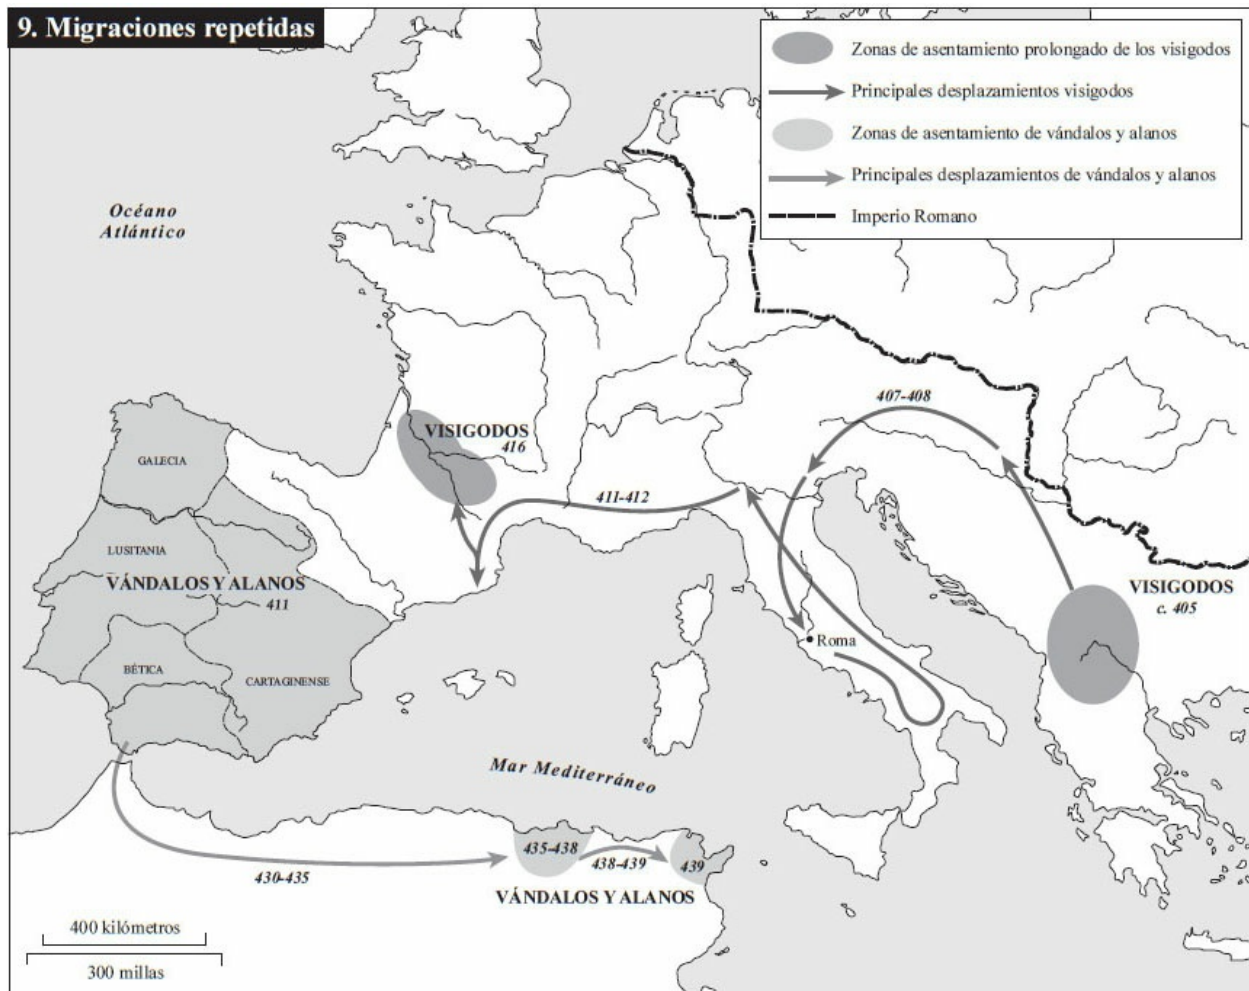 9. Migraciones repetidas
Zonas de asentamiento prolongado de los visigodos
Principales desplazamientos visigodos
Zonas de asentamiento de vándalos y alanos
Principales desplazamientos de vándalos y alanos
Imperio Romano
Océano
Atlántico
407-408
VISIGODOS
416
GALECIA
411-412
LUSITANIA
VÁNDALOS Y ALANOS
411
VISIGODOS
c. 405
Roma
BÉTICA
CARTAGINENSE
Mar Mediterráneo
435-438
438-439
439
430-435
VÁNDALOS Y ALANOS
400 kilómetros
300 millas